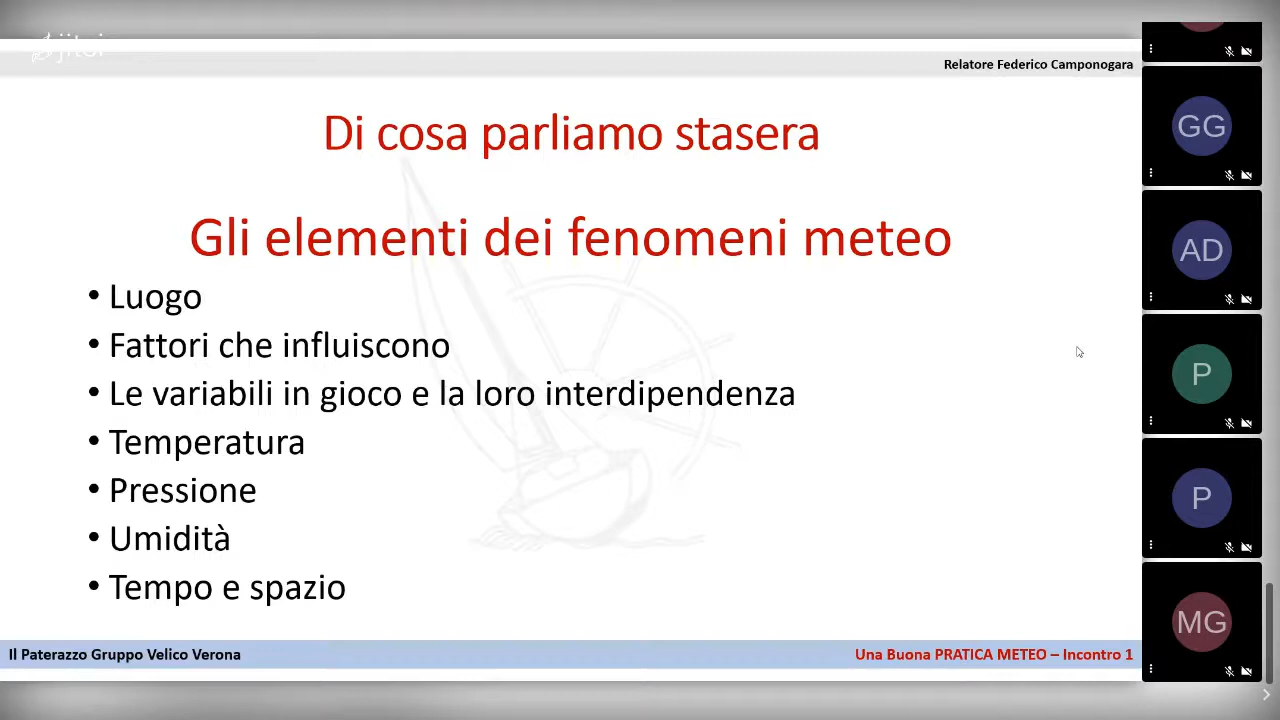 jitsi
Relatore Federico Camponogara
Di cosa parliamo stasera
Gli elementi dei fenomeni meteo
• Luogo
• Fattori che influiscono
• Le variabili in gioco e la loro interdipendenza
• Temperatura
• Pressione
• Umidità
• Tempo e spazio
Il Paterazzo Gruppo Velico Verona
Una Buona PRATICA METEO – Incontro 1
GG
AD
P
P
MG